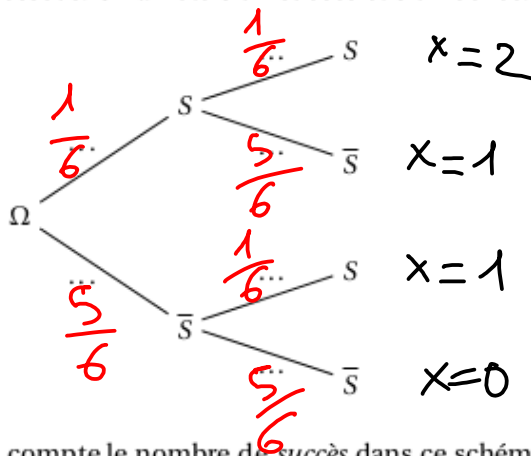 1/6 ... S x = 2
1/6 ... S
5/6 ... S̅ x = 1
Ω
1/6 ... S x = 1
5/6 ... S̅
5/6 ... S̅ x = 0
compte le nombre de succès dans ce schém